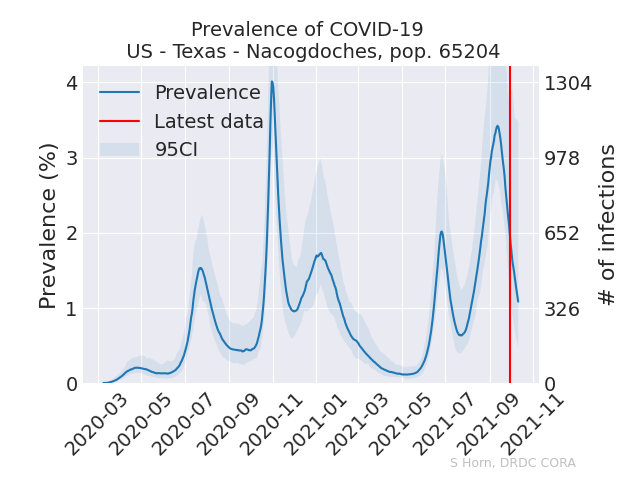 Prevalence of COVID-19
US - Texas - Nacogdoches, pop. 65204
Prevalence (%)
4
3
2
1
0
Prevalence
Latest data
95CI
1304
978
652
326
0
# of infections
2020-03
2020-05
2020-07
2020-09
2020-11
2021-01
2021-03
2021-05
2021-07
2021-09
2021-11
S Horn, DRDC CORA